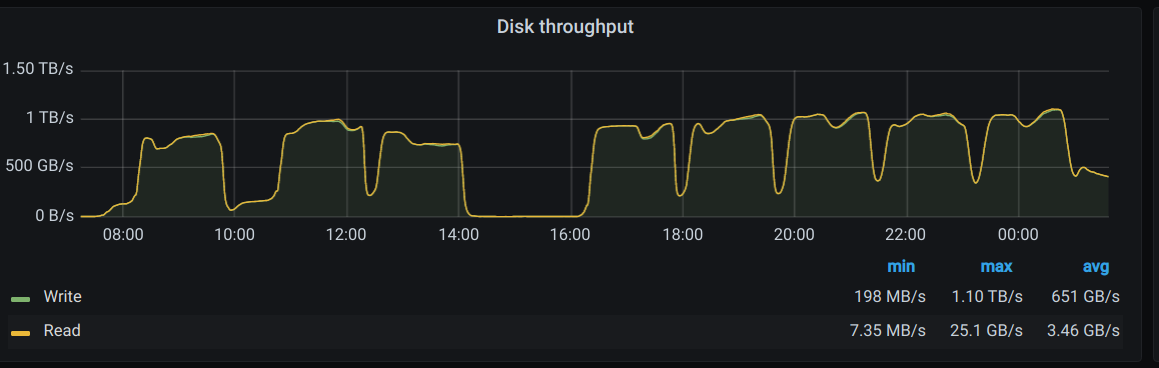 Disk throughput
1.50 TB/s
1 TB/s
500 GB/s
0 B/s
08:00 10:00 12:00 14:00 16:00 18:00 20:00 22:00 00:00
min max avg
Write 198 MB/s 1.10 TB/s 651 GB/s
Read 7.35 MB/s 25.1 GB/s 3.46 GB/s